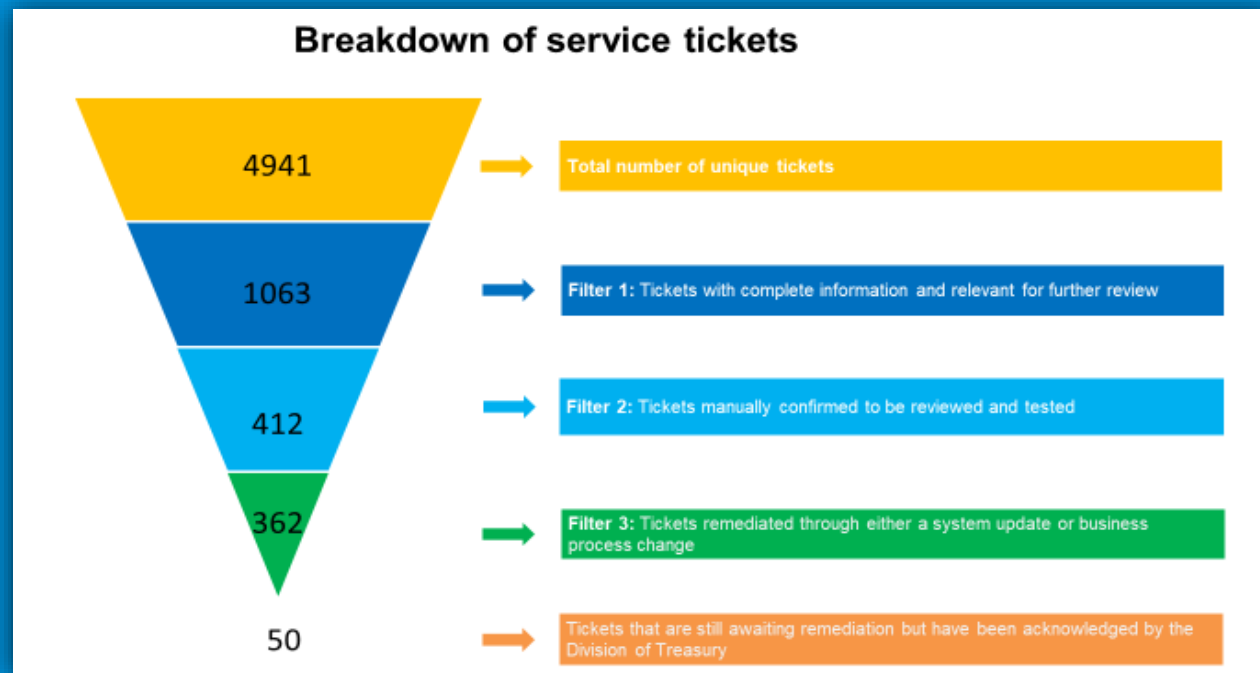 Breakdown of service tickets
4941
Total number of unique tickets
1063
Filter 1: Tickets with complete information and relevant for further review
412
Filter 2: Tickets manually confirmed to be reviewed and tested
362
Filter 3: Tickets remediated through either a system update or business
process change
50
Tickets that are still awaiting remediation but have been acknowledged by the
Division of Treasury